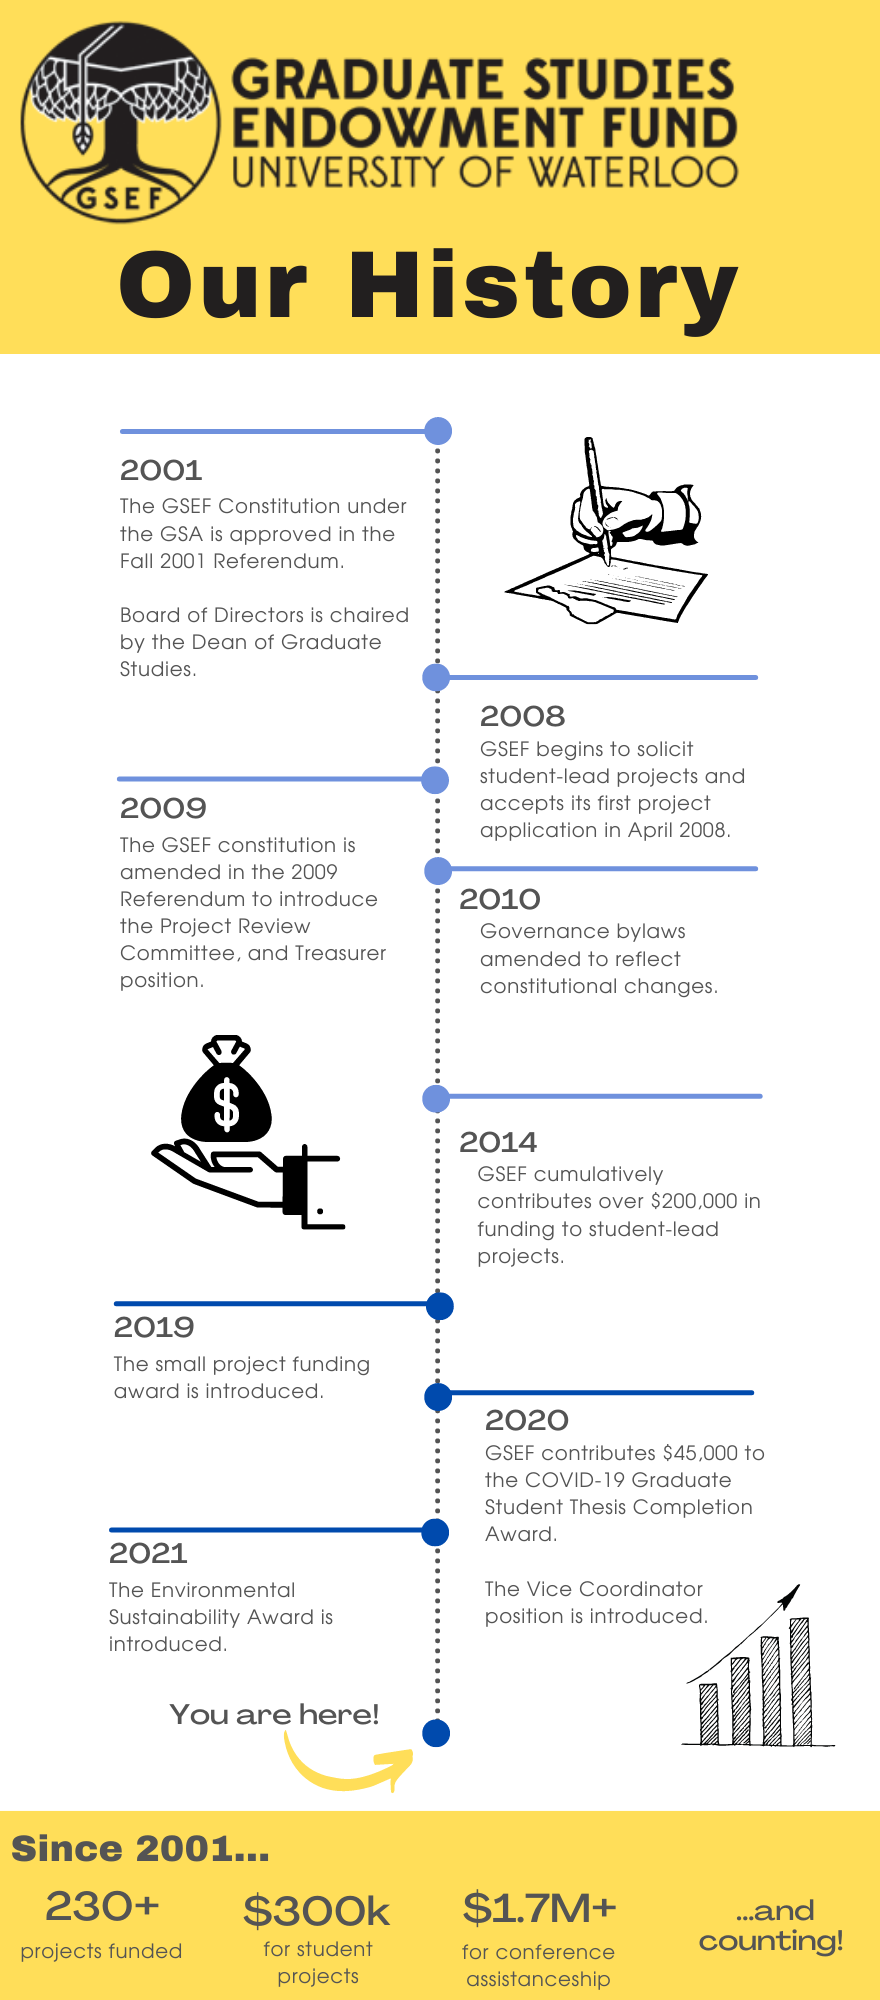 GSEF
GRADUATE STUDIES
ENDOWMENT FUND
UNIVERSITY OF WATERLOO
Our History
2001
The GSEF Constitution under
the GSA is approved in the
Fall 2001 Referendum.
Board of Directors is chaired
by the Dean of Graduate
Studies.
2008
GSEF begins to solicit
student-lead projects and
accepts its first project
application in April 2008.
2009
The GSEF constitution is
amended in the 2009
Referendum to introduce
the Project Review
Committee, and Treasurer
position.
2010
Governance bylaws
amended to reflect
constitutional changes.
$
2014
GSEF cumulatively
contributes over $200,000 in
funding to student-lead
projects.
2019
The small project funding
award is introduced.
2020
GSEF contributes $45,000 to
the COVID-19 Graduate
Student Thesis Completion
Award.
The Vice Coordinator
position is introduced.
2021
The Environmental
Sustainability Award is
introduced.
You are here!
Since 2001...
230+
projects funded
$300k
for student
projects
$1.7M+
for conference
assistanceship
...and
counting!